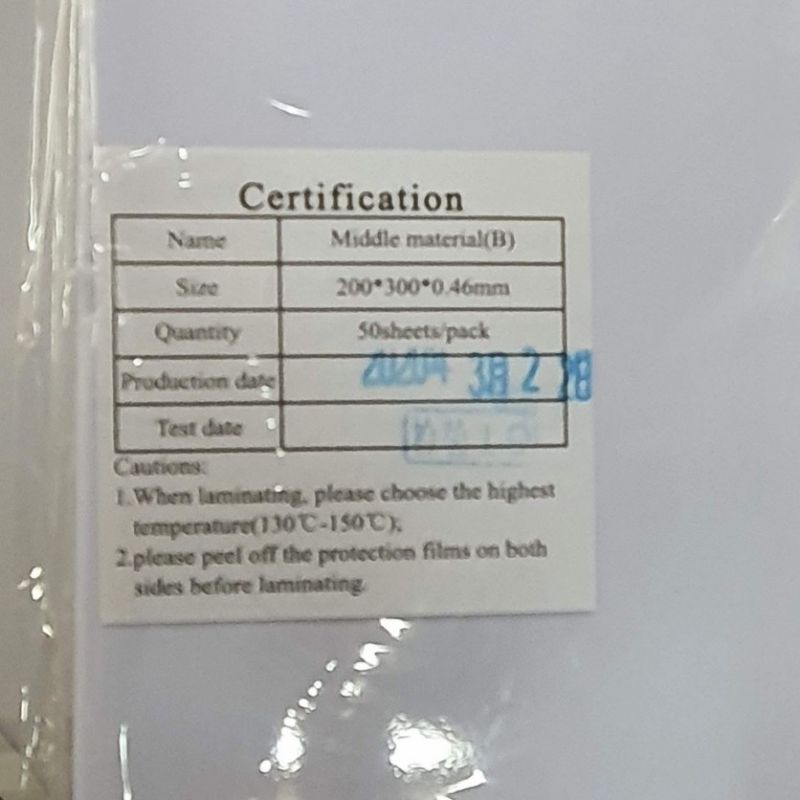 Certification
Name Middle material(B)
Size 200*300*0.46mm
Quantity 50sheets/pack
Production date
Test date
Cautions:
1.When laminating, please choose the highest
temperature(130℃-150℃);
2.please peel off the protection films on both
sides before laminating.